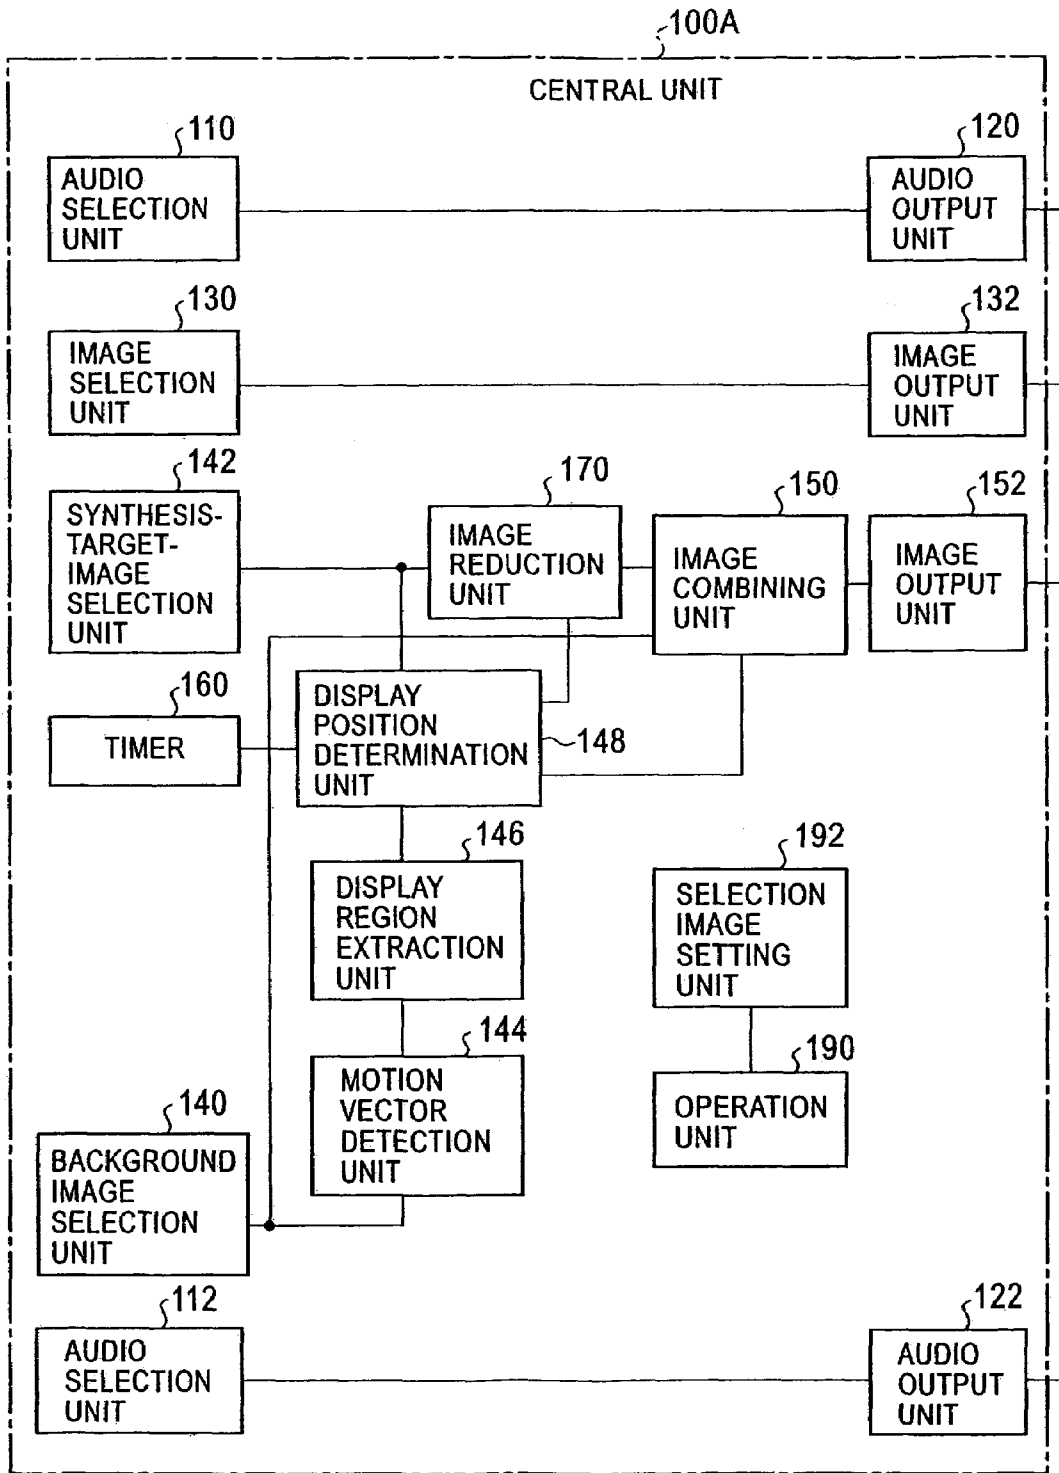 100A
CENTRAL UNIT
110
AUDIO
SELECTION
UNIT
120
AUDIO
OUTPUT
UNIT
130
IMAGE
SELECTION
UNIT
132
IMAGE
OUTPUT
UNIT
142
SYNTHESIS-
TARGET-
IMAGE
SELECTION
UNIT
170
IMAGE
REDUCTION
UNIT
150
IMAGE
COMBINING
UNIT
152
IMAGE
OUTPUT
UNIT
160
TIMER
DISPLAY
POSITION
DETERMINATION
UNIT
148
146
DISPLAY
REGION
EXTRACTION
UNIT
192
SELECTION
IMAGE
SETTING
UNIT
144
MOTION
VECTOR
DETECTION
UNIT
190
OPERATION
UNIT
140
BACKGROUND
IMAGE
SELECTION
UNIT
112
AUDIO
SELECTION
UNIT
122
AUDIO
OUTPUT
UNIT